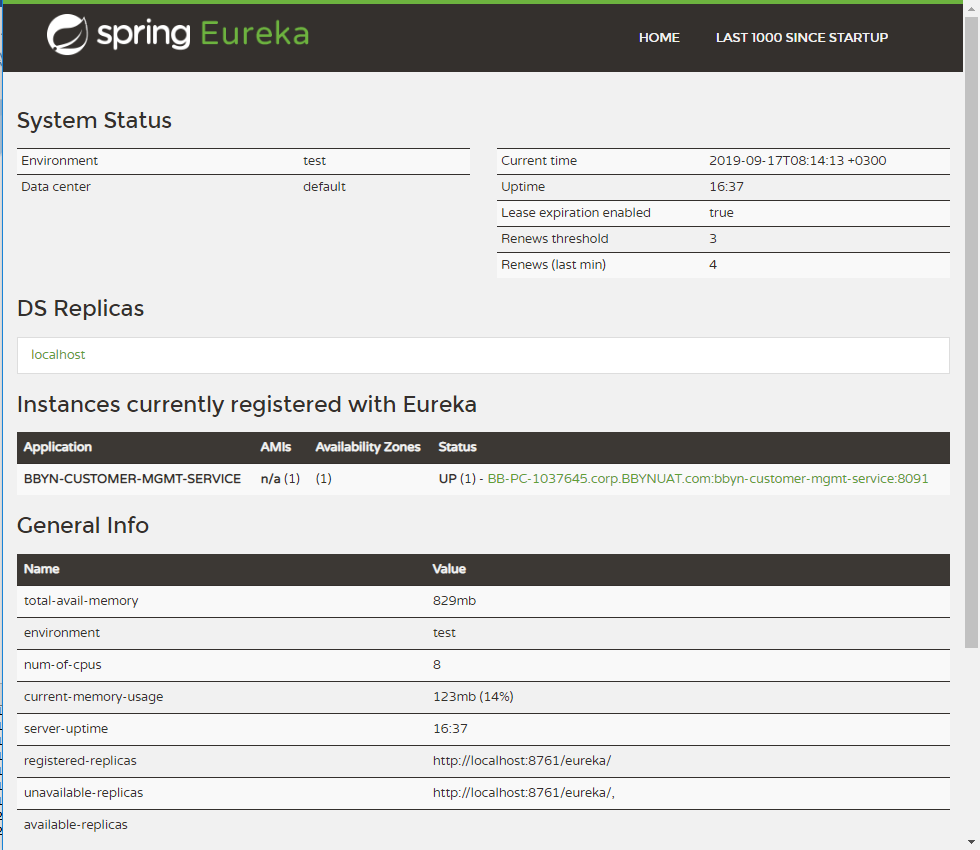 spring Eureka HOME LAST 1000 SINCE STARTUP
System Status
Environment test
Data center default
Current time 2019-09-17T08:14:13 +0300
Uptime 16:37
Lease expiration enabled true
Renews threshold 3
Renews (last min) 4
DS Replicas
localhost
Instances currently registered with Eureka
Application AMIs Availability Zones Status
BBYN-CUSTOMER-MGMT-SERVICE n/a (1) (1) UP (1) - BB-PC-1037645.corp.BBYNUAT.com:bbyn-customer-mgmt-service:8091
General Info
Name Value
total-avail-memory 829mb
environment test
num-of-cpus 8
current-memory-usage 123mb (14%)
server-uptime 16:37
registered-replicas http://localhost:8761/eureka/
unavailable-replicas http://localhost:8761/eureka/,
available-replicas